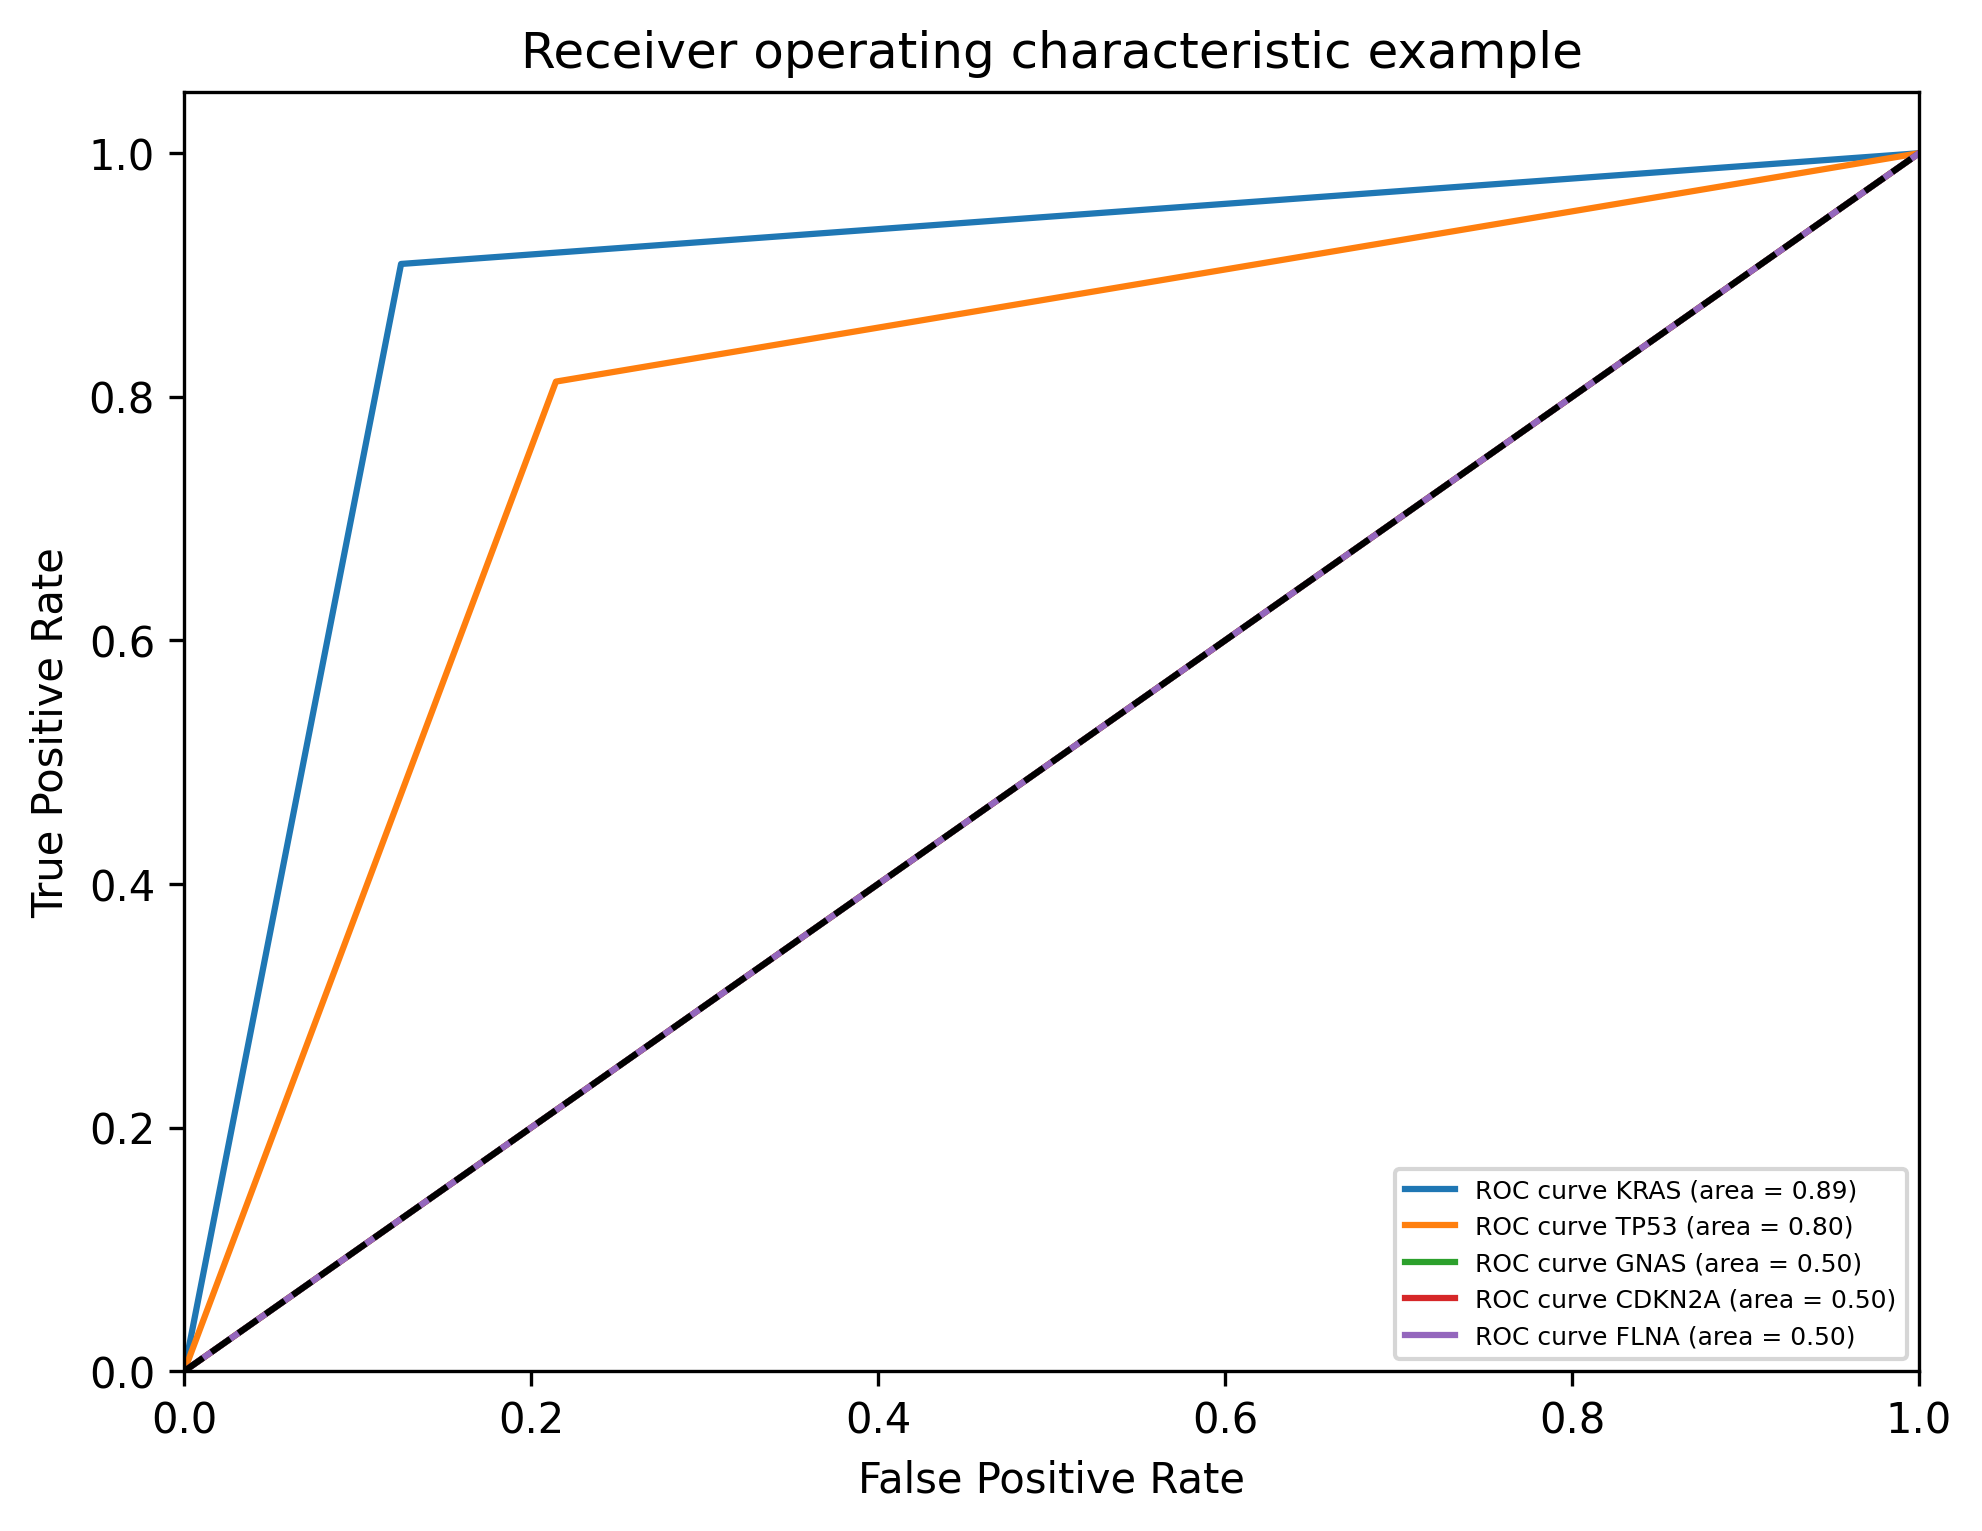 Receiver operating characteristic example
True Positive Rate
1.0
0.8
0.6
0.4
0.2
0.0
ROC curve KRAS (area = 0.89)
ROC curve TP53 (area = 0.80)
ROC curve GNAS (area = 0.50)
ROC curve CDKN2A (area = 0.50)
ROC curve FLNA (area = 0.50)
0.0 0.2 0.4 0.6 0.8 1.0
False Positive Rate